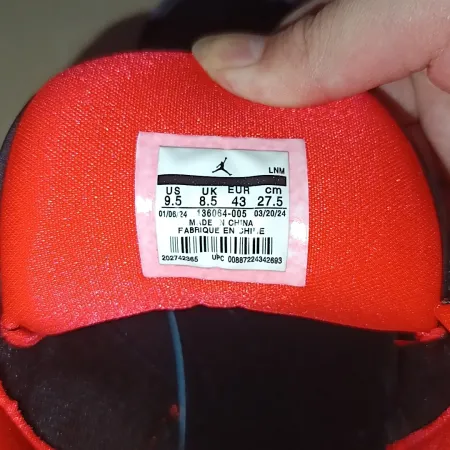 LNM
US UK EUR cm
9.5 8.5 43 27.5
01/06/24 136064-005 03/20/24
MADE IN CHINA
FABRIQUE EN CHINE
202742365 UPC 00887224342693